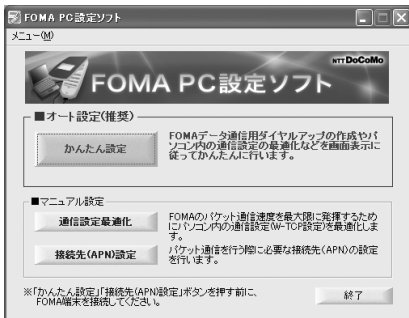 FOMA PC設定ソフト
メニュー(M)
NTT DoCoMo
FOMA PC設定ソフト
■オート設定(推奨)
かんたん設定
FOMAデータ通信用ダイヤルアップの作成やパ
ソコン内の通信設定の最適化などを画面表示に
従ってかんたんに行います。
■マニュアル設定
通信設定最適化
FOMAのパケット通信速度を最大限に発揮するため
にパソコン内の通信設定(W-TCP設定)を最適化しま
す。
接続先(APN)設定
パケット通信を行う際に必要な接続先(APN)の設定
を行います。
※「かんたん設定」「接続先(APN)設定」ボタンを押す前に、
FOMA端末を接続してください。
終了